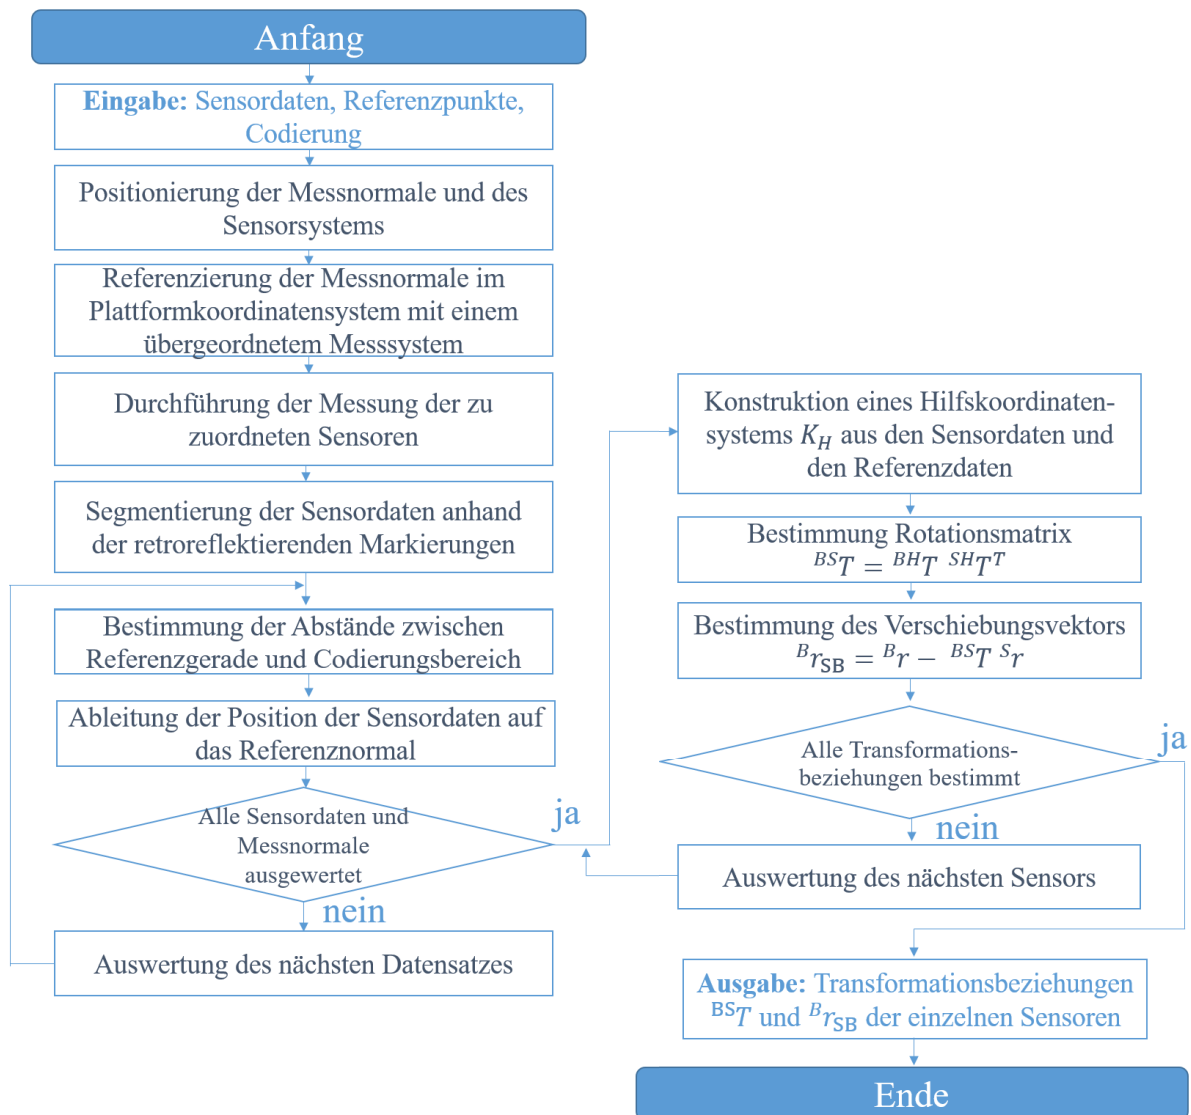 Anfang
Eingabe: Sensordaten, Referenzpunkte,
Codierung
Positionierung der Messnormale und des
Sensorsystems
Referenzierung der Messnormale im
Plattformkoordinatensystem mit einem
übergeordnetem Messsystem
Durchführung der Messung der zu
zuordneten Sensoren
Segmentierung der Sensordaten anhand
der retroreflektierenden Markierungen
Bestimmung der Abstände zwischen
Referenzgerade und Codierungsbereich
Ableitung der Position der Sensordaten auf
das Referenznormal
Alle Sensordaten und
Messnormale
ausgewertet
ja
nein
Auswertung des nächsten Datensatzes
Konstruktion eines Hilfskoordinaten-
systems K_H aus den Sensordaten und
den Referenzdaten
Bestimmung Rotationsmatrix
^{BS}T = ^{BH}T ^{SH}T^T
Bestimmung des Verschiebungsvektors
^B r_{SB} = ^B r − ^{BS}T ^S r
Alle Transformations-
beziehungen bestimmt
ja
nein
Auswertung des nächsten Sensors
Ausgabe: Transformationsbeziehungen
^{BS}T und ^B r_{SB} der einzelnen Sensoren
Ende